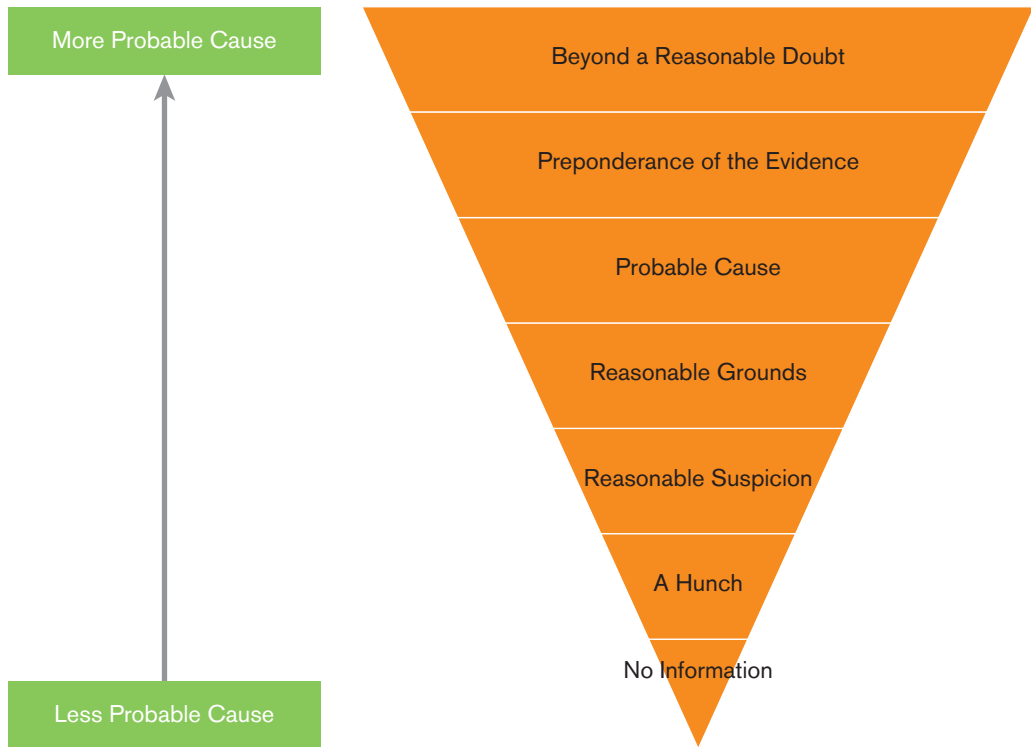 More Probable Cause
Beyond a Reasonable Doubt
Preponderance of the Evidence
Probable Cause
Reasonable Grounds
Reasonable Suspicion
A Hunch
No Information
Less Probable Cause